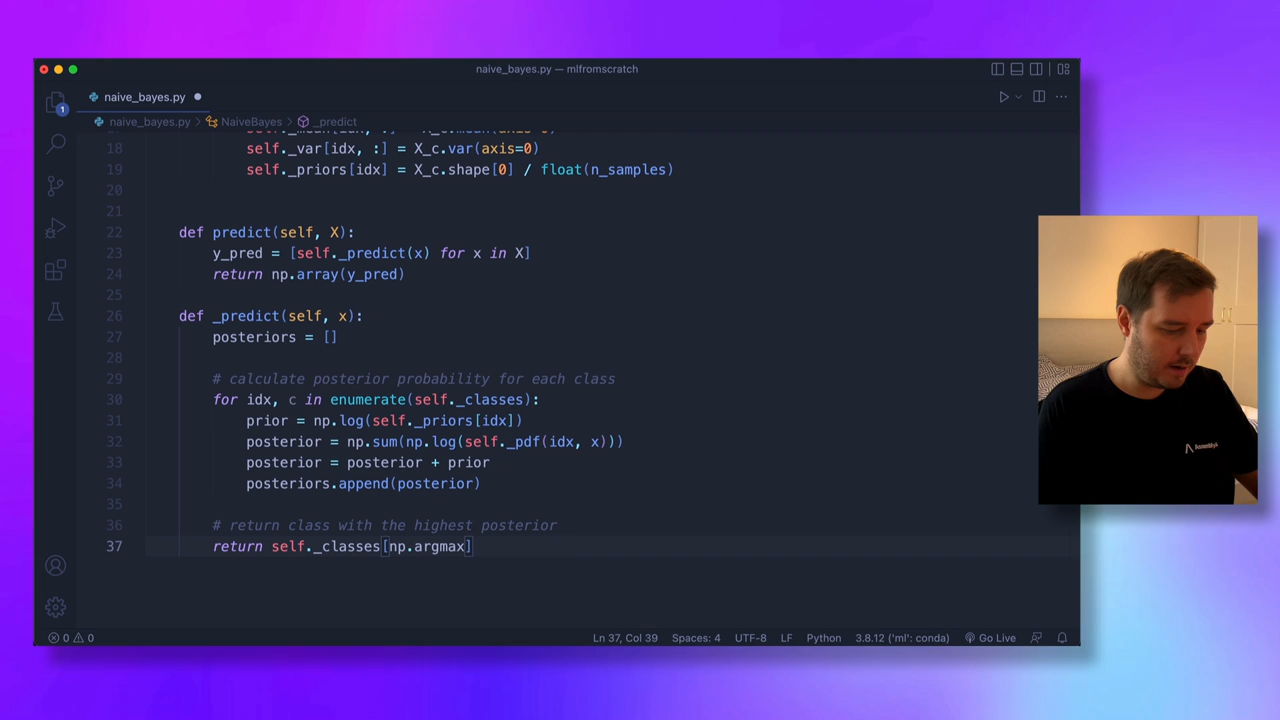 naive_bayes.py — mlfromscratch
naive_bayes.py
1
naive_bayes.py > NaiveBayes > _predict
18 self._var[idx, :] = X_c.var(axis=0)
19 self._priors[idx] = X_c.shape[0] / float(n_samples)
20
21
22 def predict(self, X):
23 y_pred = [self._predict(x) for x in X]
24 return np.array(y_pred)
25
26 def _predict(self, x):
27 posteriors = []
28
29 # calculate posterior probability for each class
30 for idx, c in enumerate(self._classes):
31 prior = np.log(self._priors[idx])
32 posterior = np.sum(np.log(self._pdf(idx, x)))
33 posterior = posterior + prior
34 posteriors.append(posterior)
35
36 # return class with the highest posterior
37 return self._classes[np.argmax]
0 0 Ln 37, Col 39 Spaces: 4 UTF-8 LF Python 3.8.12 ('ml': conda) Go Live